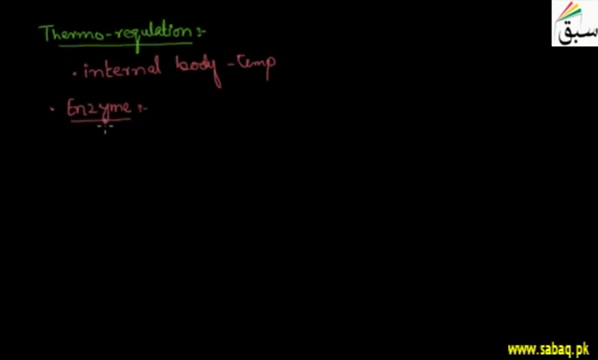 Thermo-regulation:-
سبق
. internal body-Temp
. Enzyme:-
www.sabaq.pk